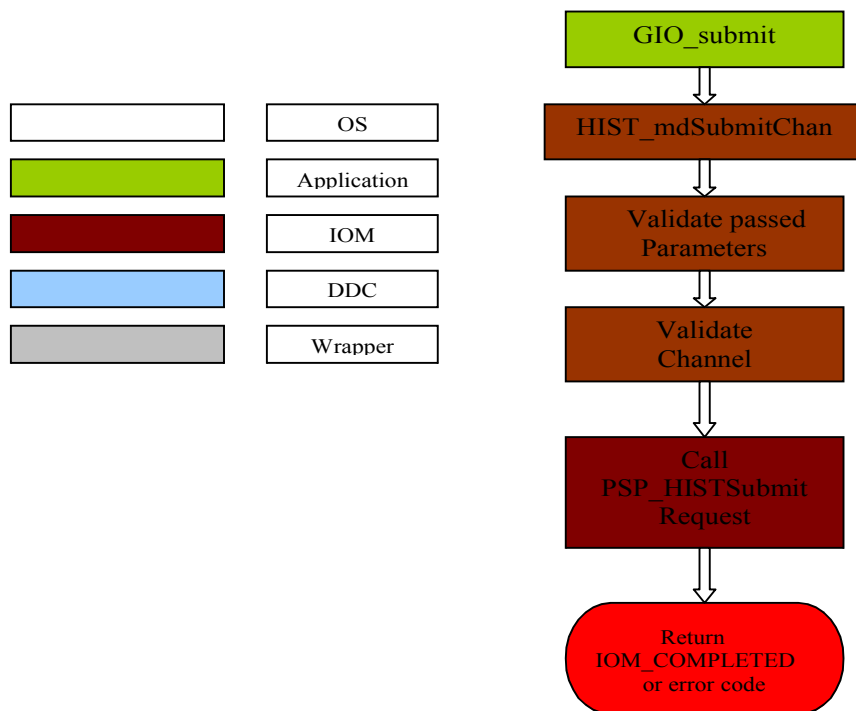 OS
Application
IOM
DDC
Wrapper
GIO_submit
HIST_mdSubmitChan
Validate passed
Parameters
Validate
Channel
Call
PSP_HISTSubmit
Request
Return
IOM_COMPLETED
or error code